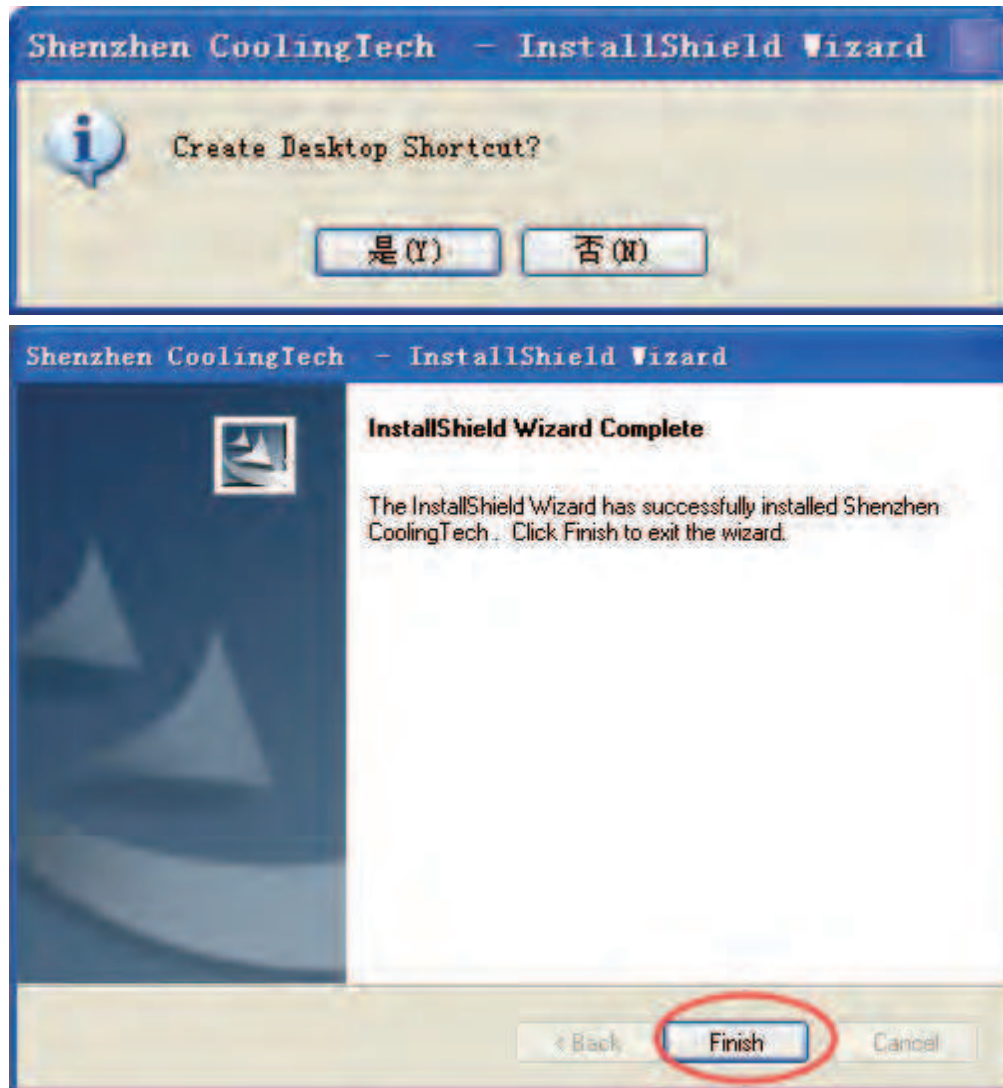 Shenzhen CoolingTech - InstallShield Wizard
Create Desktop Shortcut?
是(Y) 否(N)
Shenzhen CoolingTech - InstallShield Wizard
InstallShield Wizard Complete
The InstallShield Wizard has successfully installed Shenzhen
CoolingTech . Click Finish to exit the wizard.
< Back Finish Cancel